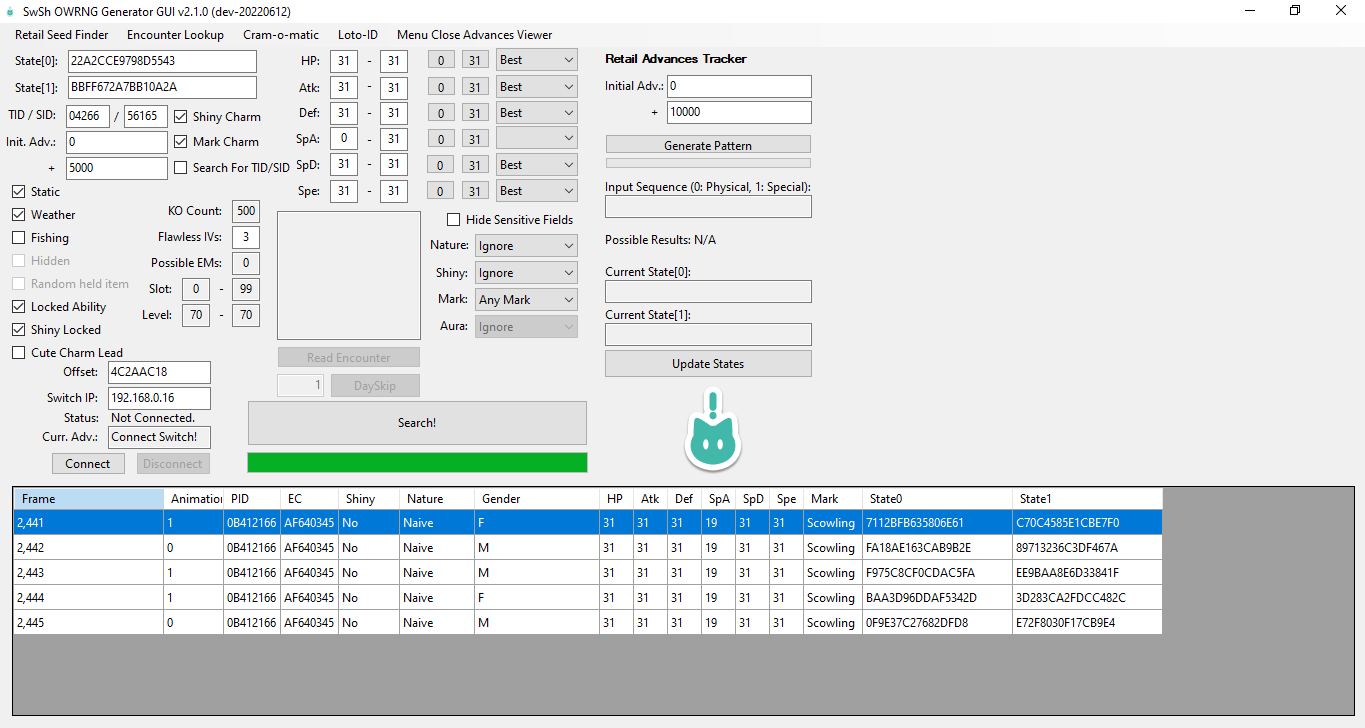 SwSh OWRNG Generator GUI v2.1.0 (dev-20220612)
Retail Seed Finder Encounter Lookup Cram-o-matic Loto-ID Menu Close Advances Viewer
State[0]: 22A2CCE9798D5543
State[1]: BBFF672A7BB10A2A
TID / SID: 04266 / 56165 Shiny Charm
Init. Adv.: 0 Mark Charm
+ 5000 Search For TID/SID
Static
Weather
Fishing
Hidden
Random held item
Locked Ability
Shiny Locked
Cute Charm Lead
KO Count: 500
Flawless IVs: 3
Possible EMs: 0
Slot: 0 - 99
Level: 70 - 70
Offset: 4C2AAC18
Switch IP: 192.168.0.16
Status: Not Connected.
Curr. Adv.: Connect Switch!
Connect Disconnect
HP: 31 - 31 0 31 Best
Atk: 31 - 31 0 31 Best
Def: 31 - 31 0 31 Best
SpA: 0 - 31 0 31
SpD: 31 - 31 0 31 Best
Spe: 31 - 31 0 31 Best
Hide Sensitive Fields
Nature: Ignore
Shiny: Ignore
Mark: Any Mark
Aura: Ignore
Read Encounter
1 DaySkip
Search!
Retail Advances Tracker
Initial Adv.: 0
+ 10000
Generate Pattern
Input Sequence (0: Physical, 1: Special):
Possible Results: N/A
Current State[0]:
Current State[1]:
Update States
Frame Animation PID EC Shiny Nature Gender HP Atk Def SpA SpD Spe Mark State0 State1
2,441 1 0B412166 AF640345 No Naive F 31 31 31 19 31 31 Scowling 7112BFB635806E61 C70C4585E1CBE7F0
2,442 0 0B412166 AF640345 No Naive M 31 31 31 19 31 31 Scowling FA18AE163CAB9B2E 89713236C3DF467A
2,443 1 0B412166 AF640345 No Naive M 31 31 31 19 31 31 Scowling F975C8CF0CDAC5FA EE9BAA8E6D33841F
2,444 1 0B412166 AF640345 No Naive F 31 31 31 19 31 31 Scowling BAA3D96DDAF5342D 3D283CA2FDCC482C
2,445 0 0B412166 AF640345 No Naive M 31 31 31 19 31 31 Scowling 0F9E37C27682DFD8 E72F8030F17CB9E4